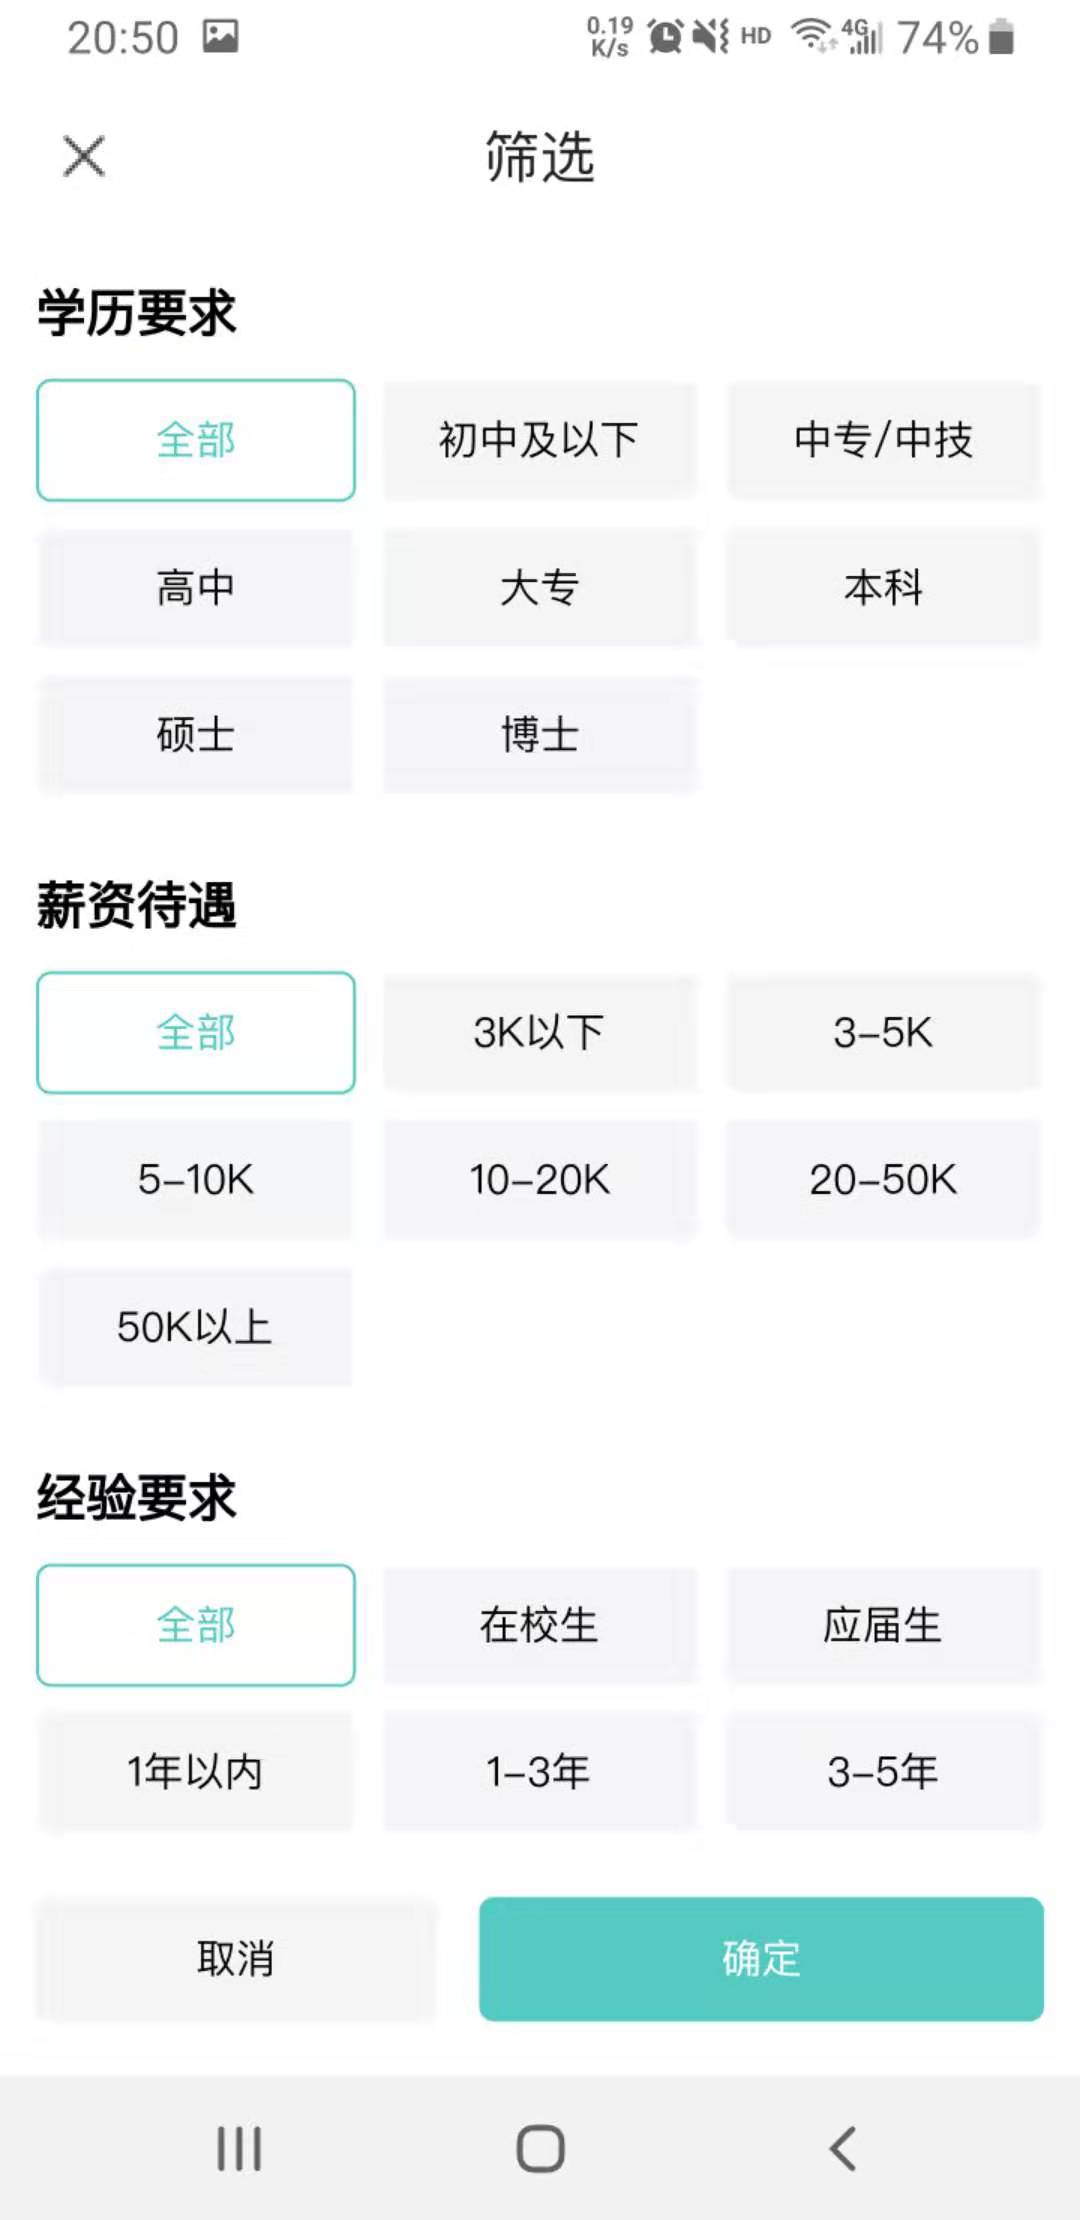 20:50 0.19 K/s HD 4G 74%
筛选
学历要求
全部 初中及以下 中专/中技
高中 大专 本科
硕士 博士
薪资待遇
全部 3K以下 3-5K
5-10K 10-20K 20-50K
50K以上
经验要求
全部 在校生 应届生
1年以内 1-3年 3-5年
取消 确定